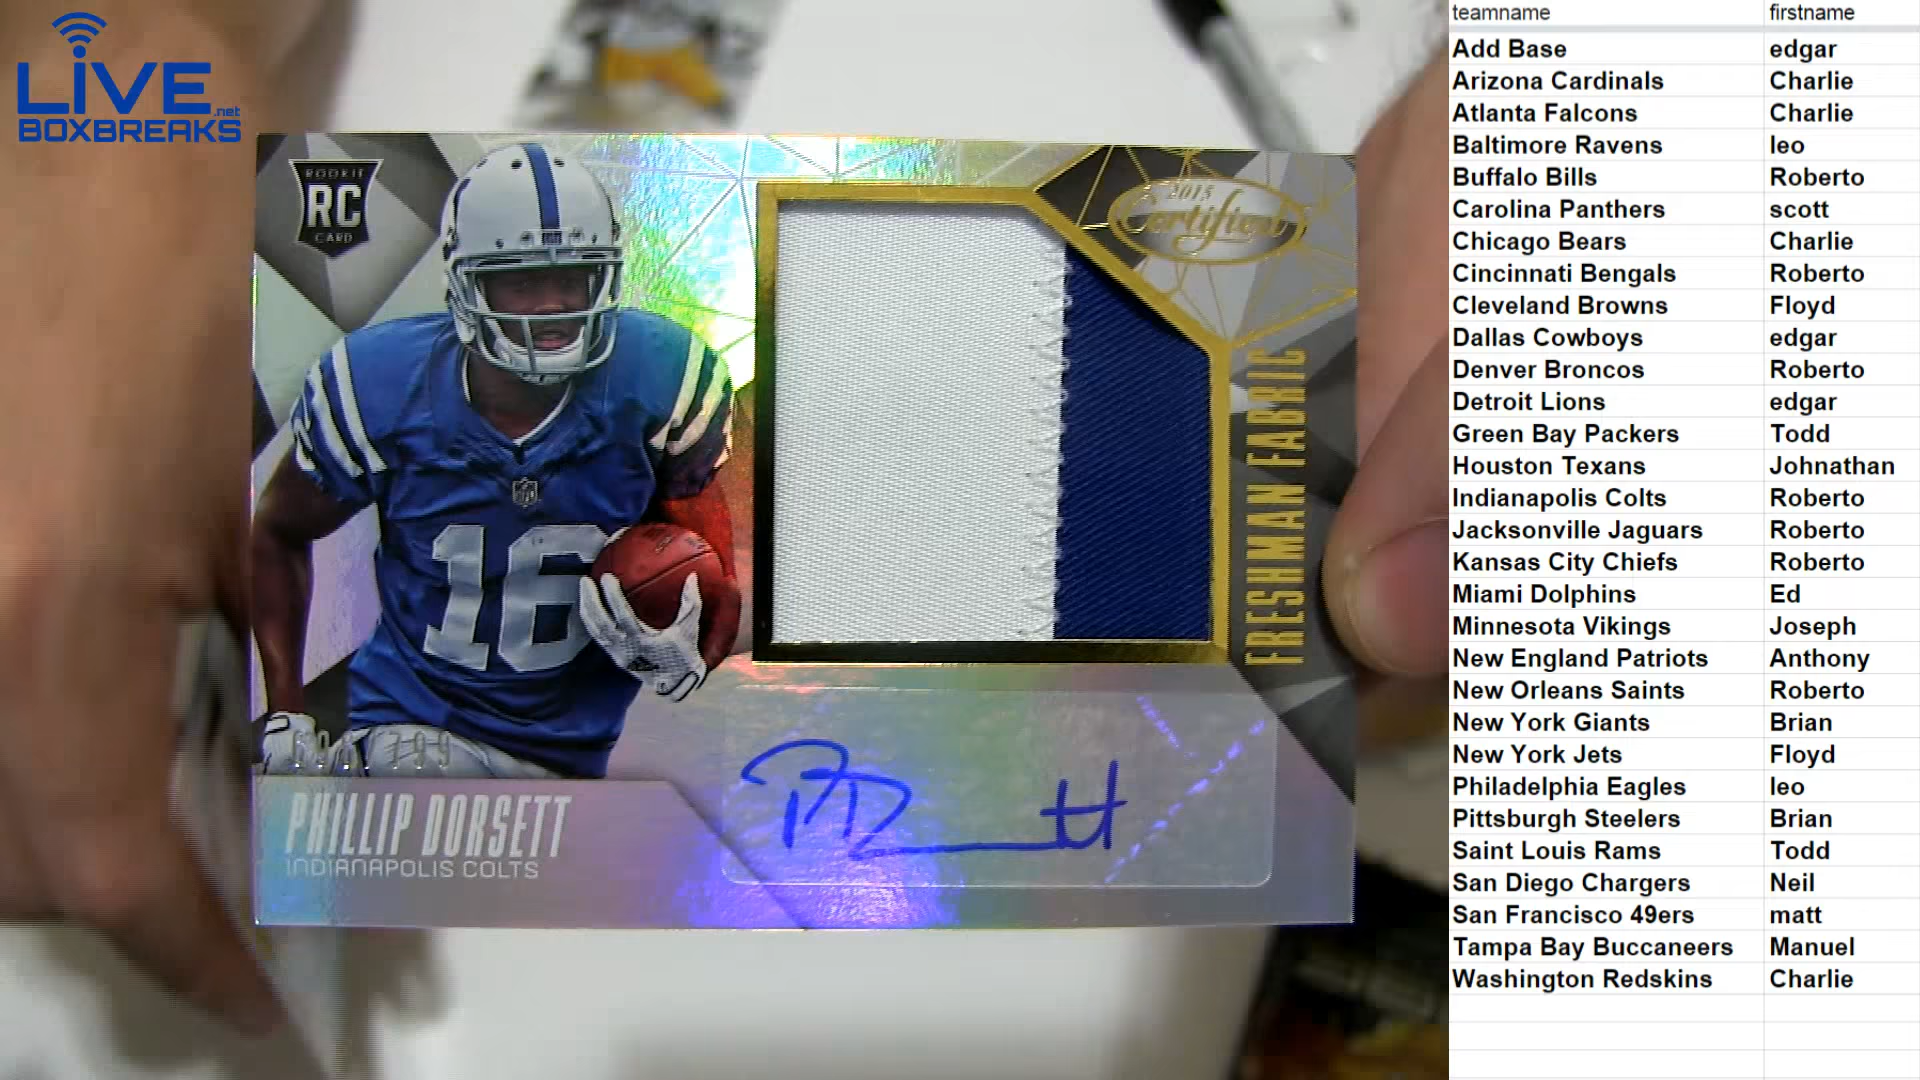 LiVE.net
BOXBREAKS
ROOKIE
RC
CARD
2015
Certified
FRESHMAN FABRIC
16
/799
PHILLIP DORSETT
INDIANAPOLIS COLTS
teamname firstname
Add Base edgar
Arizona Cardinals Charlie
Atlanta Falcons Charlie
Baltimore Ravens leo
Buffalo Bills Roberto
Carolina Panthers scott
Chicago Bears Charlie
Cincinnati Bengals Roberto
Cleveland Browns Floyd
Dallas Cowboys edgar
Denver Broncos Roberto
Detroit Lions edgar
Green Bay Packers Todd
Houston Texans Johnathan
Indianapolis Colts Roberto
Jacksonville Jaguars Roberto
Kansas City Chiefs Roberto
Miami Dolphins Ed
Minnesota Vikings Joseph
New England Patriots Anthony
New Orleans Saints Roberto
New York Giants Brian
New York Jets Floyd
Philadelphia Eagles leo
Pittsburgh Steelers Brian
Saint Louis Rams Todd
San Diego Chargers Neil
San Francisco 49ers matt
Tampa Bay Buccaneers Manuel
Washington Redskins Charlie